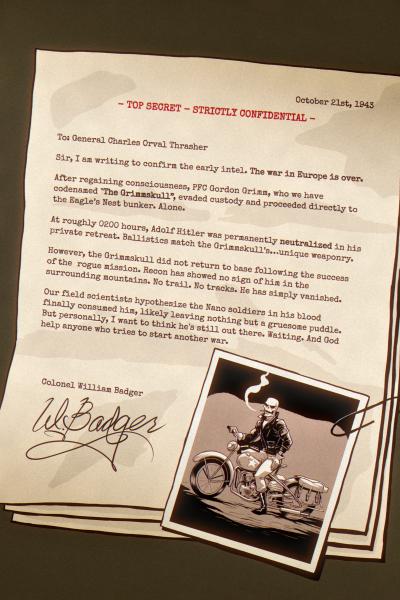 October 21st, 1943
– TOP SECRET – STRICTLY CONFIDENTIAL –
To: General Charles Orval Thrasher
Sir, I am writing to confirm the early intel. The war in Europe is over.
After regaining consciousness, PFC Gordon Grimm, who we have
codenamed "The Grimmskull", evaded custody and proceeded directly to
the Eagle's Nest bunker. Alone.
At roughly 0200 hours, Adolf Hitler was permanently neutralized in his
private retreat. Ballistics match the Grimmskull's...unique weaponry.
However, the Grimmskull did not return to base following the success
of the rogue mission. Recon has showed no sign of him in the
surrounding mountains. No trail. No tracks. He has simply vanished.
Our field scientists hypothesize the Nano soldiers in his blood
finally consumed him, likely leaving nothing but a gruesome puddle.
But personally, I want to think he's still out there. Waiting. And God
help anyone who tries to start another war.
Colonel William Badger
W. Badger